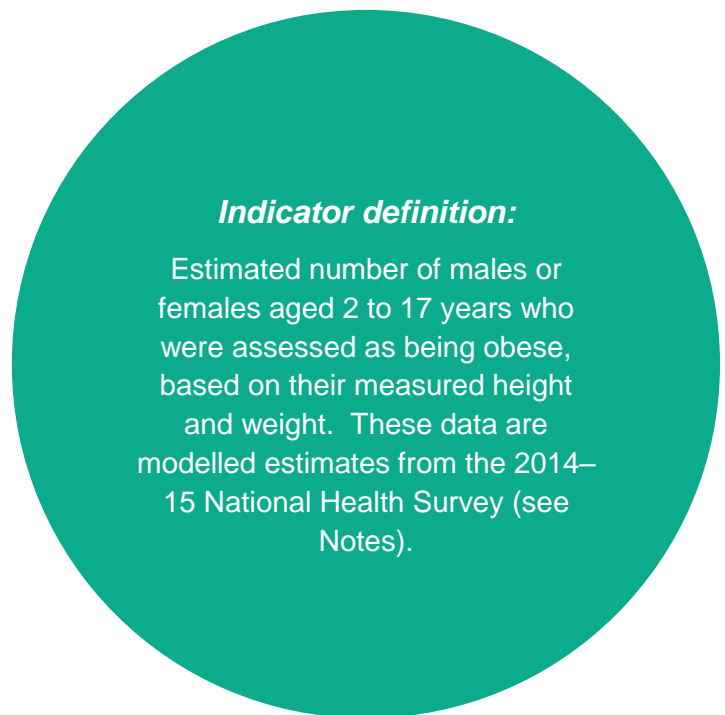 Indicator definition:
Estimated number of males or
females aged 2 to 17 years who
were assessed as being obese,
based on their measured height
and weight.  These data are
modelled estimates from the 2014–
15 National Health Survey (see
Notes).